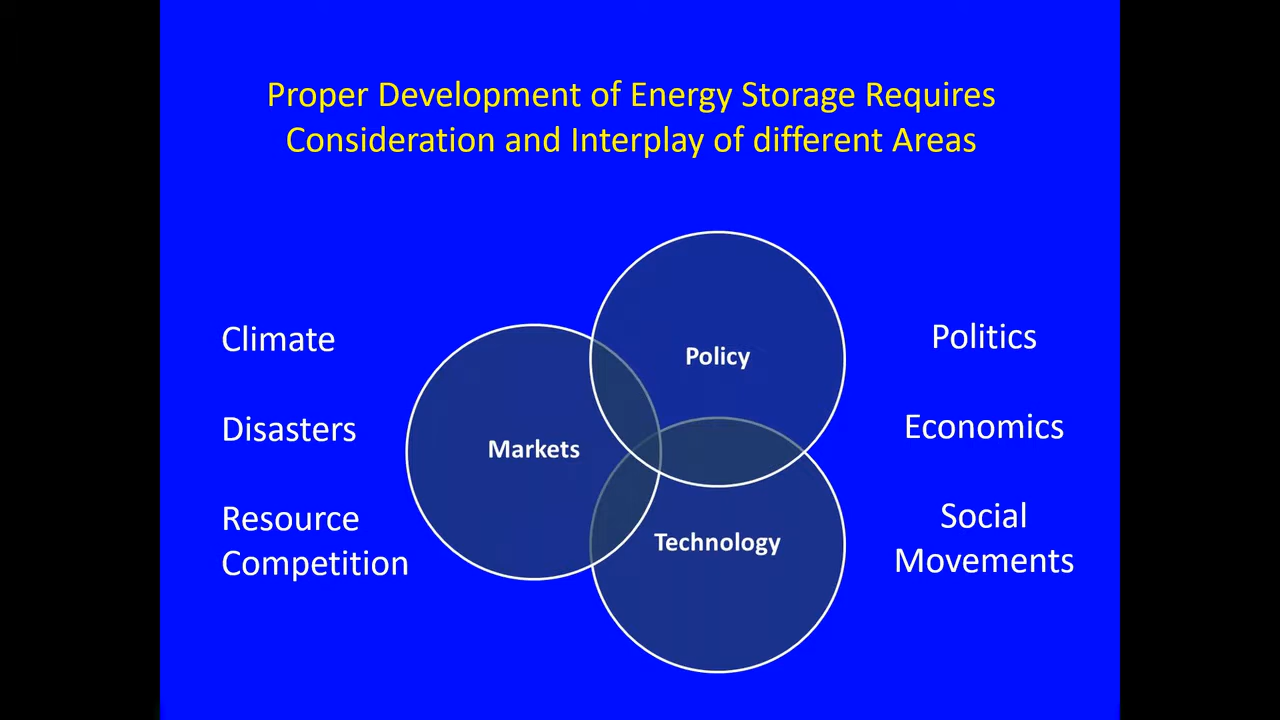 Proper Development of Energy Storage Requires
Consideration and Interplay of different Areas
Climate
Disasters
Resource
Competition
Policy
Markets
Technology
Politics
Economics
Social
Movements